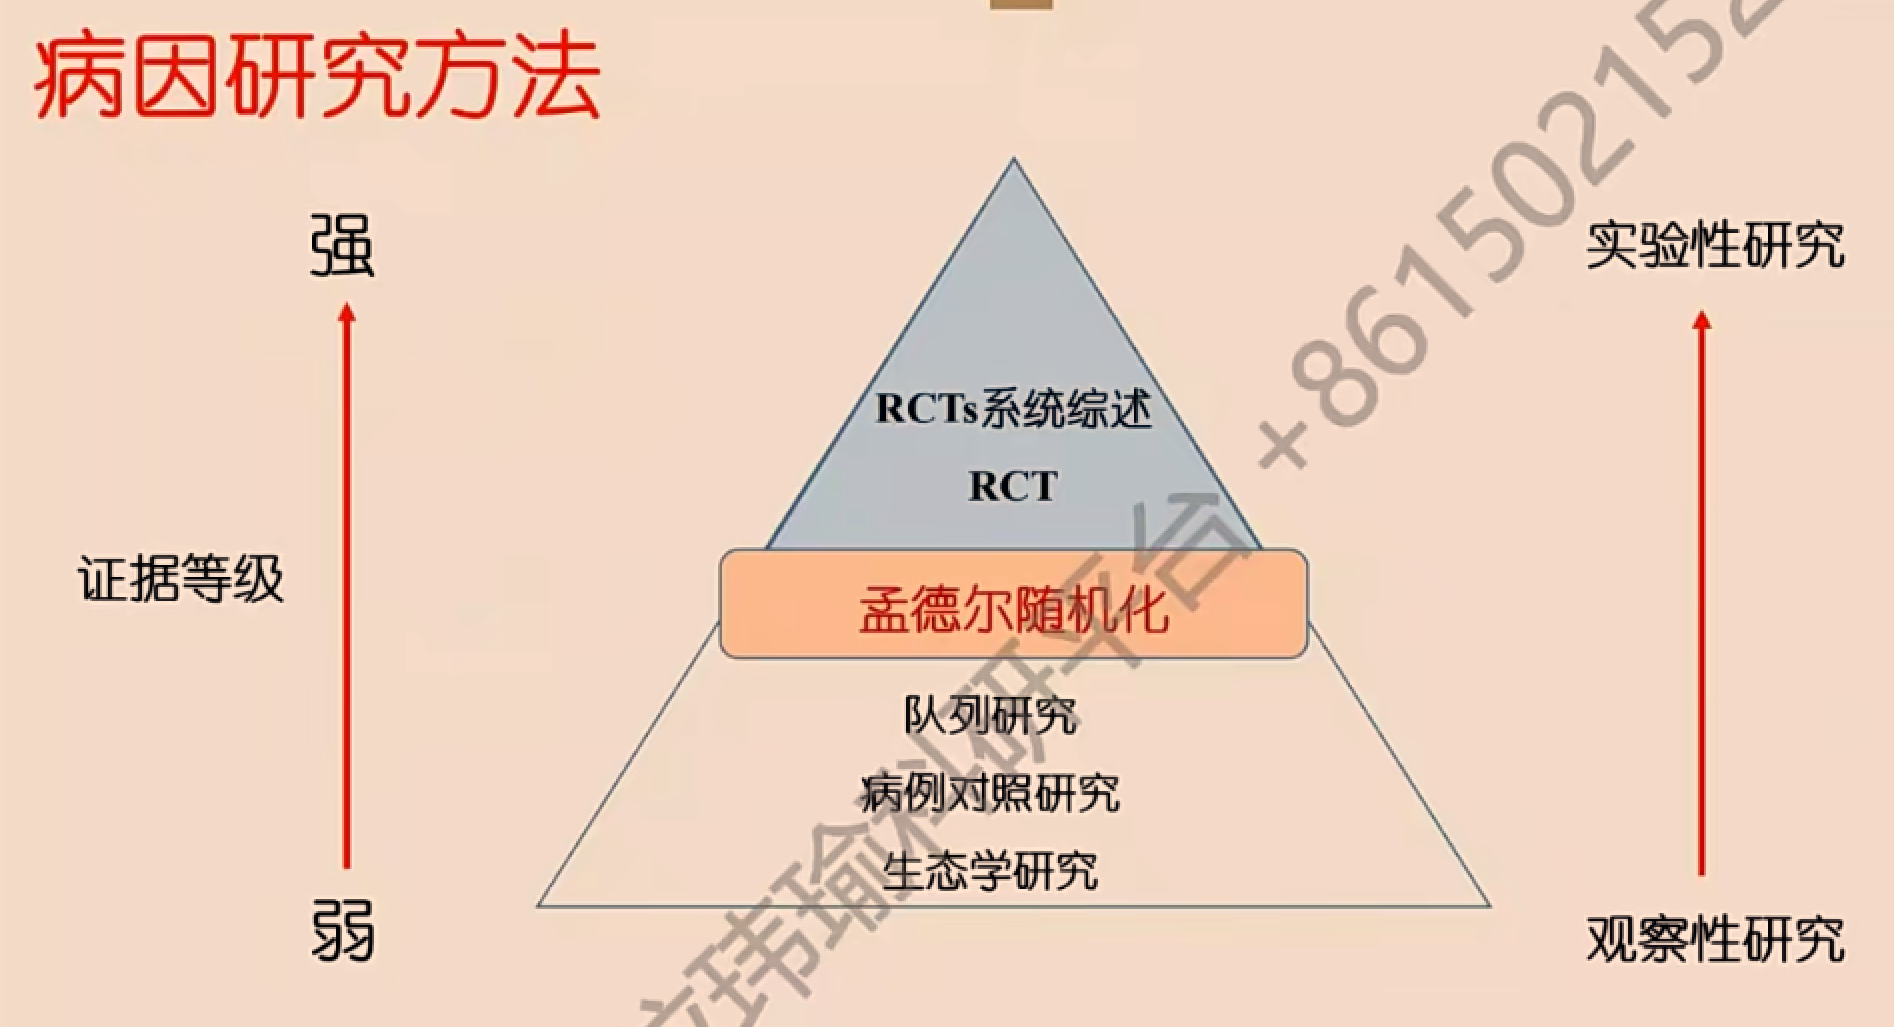 病因研究方法
强
实验性研究
RCTs系统综述
RCT
证据等级
孟德尔随机化
队列研究
病例对照研究
生态学研究
弱
观察性研究
玮瑜科研平台 +861502152